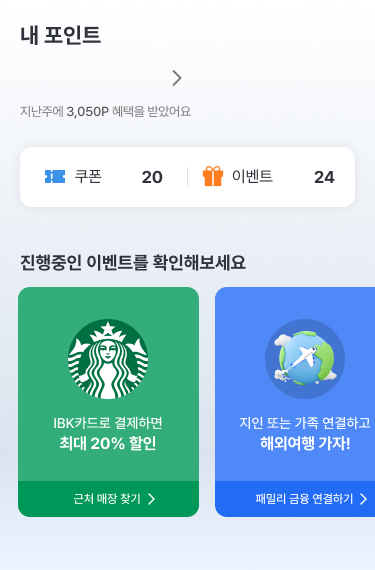 내 포인트
지난주에 3,050P 혜택을 받았어요
쿠폰 20 이벤트 24
진행중인 이벤트를 확인해보세요
IBK카드로 결제하면
최대 20% 할인
근처 매장 찾기
지인 또는 가족 연결하고
해외여행 가자!
패밀리 금융 연결하기